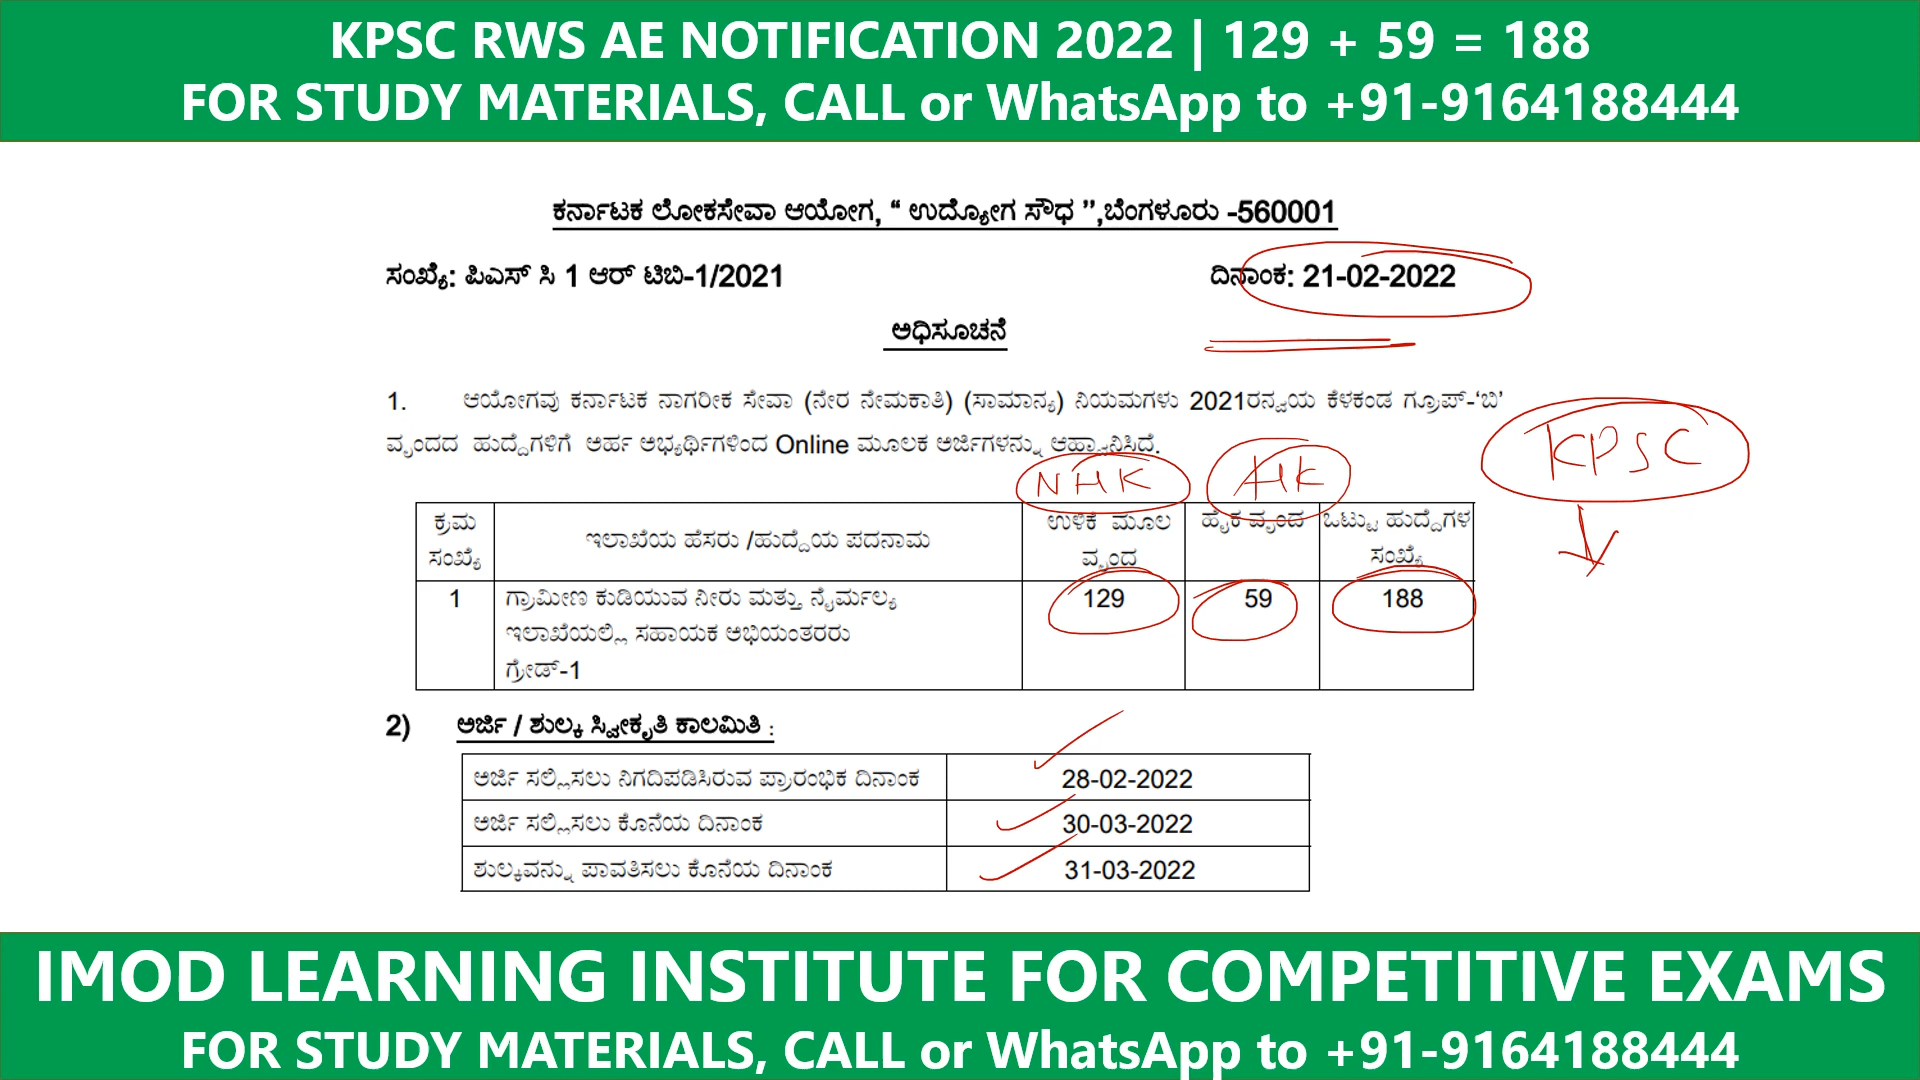 KPSC RWS AE NOTIFICATION 2022 | 129 + 59 = 188
FOR STUDY MATERIALS, CALL or WhatsApp to +91-9164188444
ಕರ್ನಾಟಕ ಲೋಕಸೇವಾ ಆಯೋಗ, “ ಉದ್ಯೋಗ ಸೌಧ ”,ಬೆಂಗಳೂರು -560001
ಸಂಖ್ಯೆ: ಪಿಎಸ್ ಸಿ 1 ಆರ್ ಟಿಬಿ-1/2021 ದಿನಾಂಕ: 21-02-2022
ಅಧಿಸೂಚನೆ
1. ಆಯೋಗವು ಕರ್ನಾಟಕ ನಾಗರೀಕ ಸೇವಾ (ನೇರ ನೇಮಕಾತಿ) (ಸಾಮಾನ್ಯ) ನಿಯಮಗಳು 2021ರನ್ವಯ ಕೆಳಕಂಡ ಗ್ರೂಪ್-‘ಬಿ’
ವೃಂದದ ಹುದ್ದೆಗಳಿಗೆ ಅರ್ಹ ಅಭ್ಯರ್ಥಿಗಳಿಂದ Online ಮೂಲಕ ಅರ್ಜಿಗಳನ್ನು ಆಹ್ವಾನಿಸಿದೆ.
KPSC
NHK HK
ಕ್ರಮ ಸಂಖ್ಯೆ ಇಲಾಖೆಯ ಹೆಸರು /ಹುದ್ದೆಯ ಪದನಾಮ ಉಳಿಕೆ ಮೂಲ ವೃಂದ ಹೈಕ ವೃಂದ ಒಟ್ಟು ಹುದ್ದೆಗಳ ಸಂಖ್ಯೆ
1 ಗ್ರಾಮೀಣ ಕುಡಿಯುವ ನೀರು ಮತ್ತು ನೈರ್ಮಲ್ಯ 129 59 188
ಇಲಾಖೆಯಲ್ಲಿ ಸಹಾಯಕ ಅಭಿಯಂತರರು
ಗ್ರೇಡ್-1
2) ಅರ್ಜಿ / ಶುಲ್ಕ ಸ್ವೀಕೃತಿ ಕಾಲಮಿತಿ :
ಅರ್ಜಿ ಸಲ್ಲಿಸಲು ನಿಗದಿಪಡಿಸಿರುವ ಪ್ರಾರಂಭಿಕ ದಿನಾಂಕ 28-02-2022
ಅರ್ಜಿ ಸಲ್ಲಿಸಲು ಕೊನೆಯ ದಿನಾಂಕ 30-03-2022
ಶುಲ್ಕವನ್ನು ಪಾವತಿಸಲು ಕೊನೆಯ ದಿನಾಂಕ 31-03-2022
IMOD LEARNING INSTITUTE FOR COMPETITIVE EXAMS
FOR STUDY MATERIALS, CALL or WhatsApp to +91-9164188444